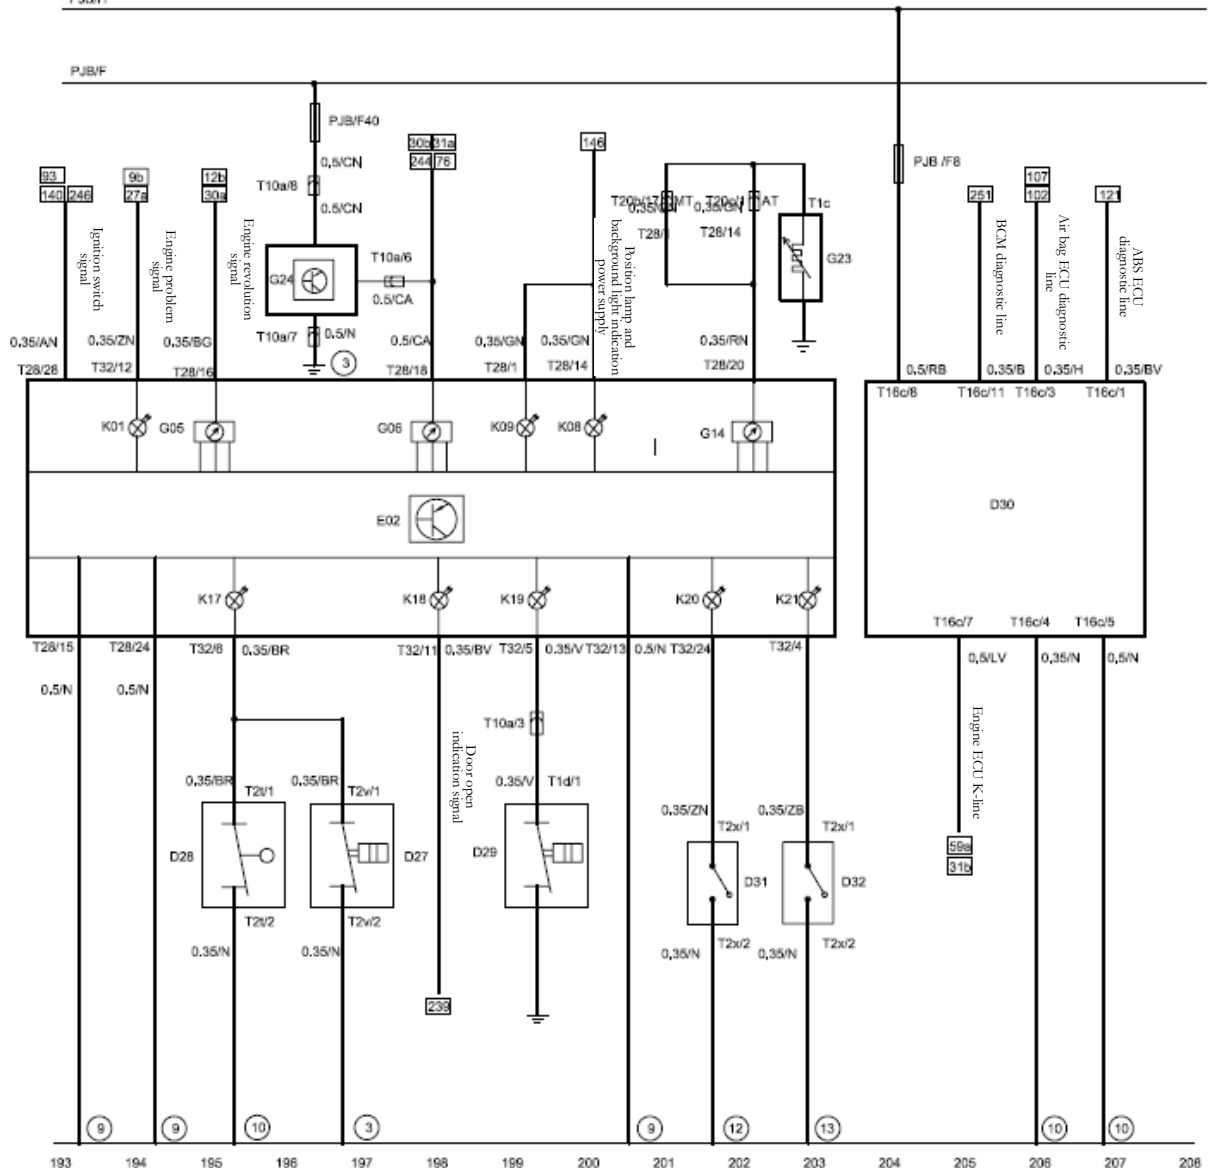 PJB/F
PJB/F40
0,5/CN
T10a/8
0,5/CN
30b 31a
244 76
146
PJB /F8
93
140 246
9b
27a
12b
30a
Ignition switch
signal
Engine problem
signal
Engine revolution
signal
G24
T10a/6
0.5/CA
T10a/7
0.5/N
3
Position lamp and
background light indication
power supply
T20b/17 MT
T28/1
T20c/1 AT
0.35/GN
T28/14
T1c
G23
251
107
102
121
BCM diagnostic line
Air bag ECU diagnostic
line
ABS ECU
diagnostic line
0.35/AN
0.35/ZN
0.35/BG
0.5/CA
0,35/GN
0.35/GN
0.35/RN
T28/28
T32/12
T28/16
T28/18
T28/1
T28/14
T28/20
0.5/RB
0.35/B
0.35/H
0.35/BV
T16c/8
T16c/11
T16c/3
T16c/1
K01
G05
G06
K09
K08
G14
E02
D30
K17
K18
K19
K20
K21
T16c/7
T16c/4
T16c/5
T28/15
T28/24
T32/6
0.35/BR
T32/11
0.35/BV
T32/5
0.35/V
T32/13
0.5/N
T32/24
T32/4
0,5/LV
0,35/N
0,5/N
0.5/N
0.5/N
T10a/3
Door open
indication signal
Engine ECU K-line
0.35/BR
T2t/1
0.35/BR
T2v/1
0.35/V
T1d/1
0.35/ZN
T2x/1
0.35/ZB
T2x/1
59a
31b
D28
D27
D29
D31
D32
T2t/2
T2v/2
T2x/2
T2x/2
0.35/N
0.35/N
0,35/N
0,35/N
239
9
9
10
3
9
12
13
10
10
193 194 195 196 197 198 199 200 201 202 203 204 205 206 207 208